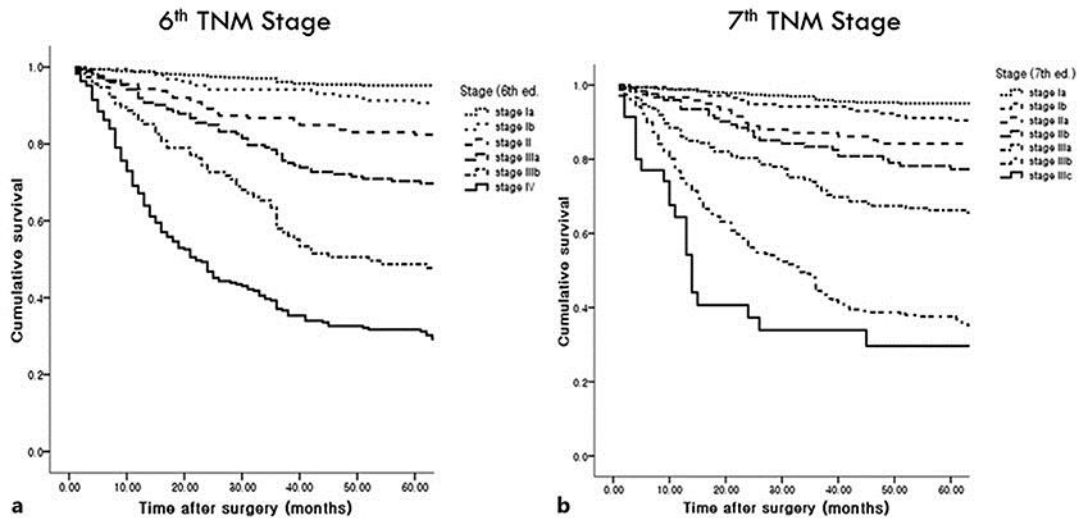 6th TNM Stage
1.0
0.8
0.6
0.4
0.2
0.0
Cumulative survival
0.00 10.00 20.00 30.00 40.00 50.00 60.00
Time after surgery (months)
Stage (6th ed.
stage Ia
stage Ib
stage II
stage IIIa
stage IIIb
stage IV
a
7th TNM Stage
1.0
0.8
0.6
0.4
0.2
0.0
Cumulative survival
0.00 10.00 20.00 30.00 40.00 50.00 60.00
Time after surgery (months)
Stage (7th ed.)
stage Ia
stage Ib
stage IIa
stage IIb
stage IIIa
stage IIIb
stage IIIc
b